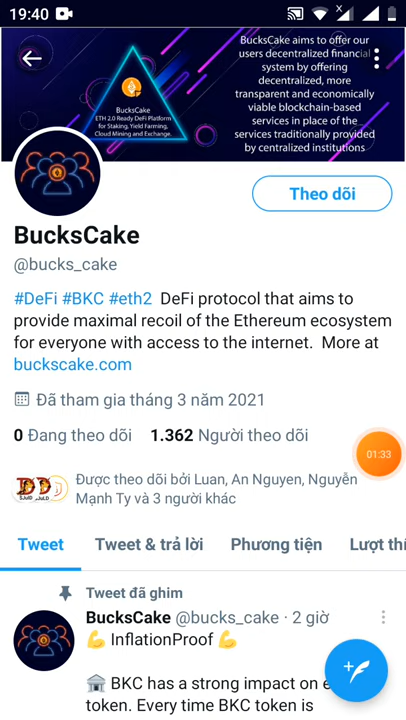 19:40
BucksCake aims to offer our
users decentralized financial
system by offering
decentralized, more
transparent and economically
viable blockchain-based
services in place of the
services traditionally provided
by centralized institutions
BucksCake
ETH 2.0 Ready DeFi Platform
for Staking, Yield Farming,
Cloud Mining and Exchange.
Theo dõi
BucksCake
@bucks_cake
#DeFi #BKC #eth2 DeFi protocol that aims to
provide maximal recoil of the Ethereum ecosystem
for everyone with access to the internet. More at
buckscake.com
Đã tham gia tháng 3 năm 2021
0 Đang theo dõi 1.362 Người theo dõi
01:33
Được theo dõi bởi Luan, An Nguyen, Nguyễn
Mạnh Ty và 3 người khác
Tweet Tweet & trả lời Phương tiện Lượt thí
Tweet đã ghim
BucksCake @bucks_cake · 2 giờ
💪 InflationProof 💪
🏛 BKC has a strong impact on e
token. Every time BKC token is